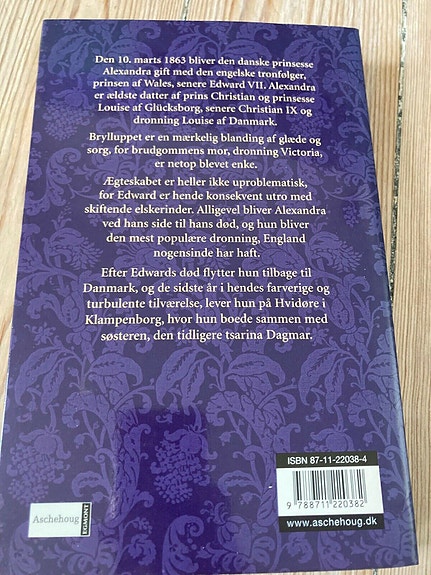 Den 10. marts 1863 bliver den danske prinsesse
Alexandra gift med den engelske tronfølger,
prinsen af Wales, senere Edward VII. Alexandra
er ældste datter af prins Christian og prinsesse
Louise af Glücksborg, senere Christian IX og
dronning Louise af Danmark.
Brylluppet er en mærkelig blanding af glæde og
sorg, for brudgommens mor, dronning Victoria,
er netop blevet enke.
Ægteskabet er heller ikke uproblematisk,
for Edward er hende konsekvent utro med
skiftende elskerinder. Alligevel bliver Alexandra
ved hans side til hans død, og hun bliver
den mest populære dronning, England
nogensinde har haft.
Efter Edwards død flytter hun tilbage til
Danmark, og de sidste år i hendes farverige og
turbulente tilværelse, lever hun på Hvidøre i
Klampenborg, hvor hun boede sammen med
søsteren, den tidligere tsarina Dagmar.
ISBN 87-11-22038-4
9 788711 220382
www.aschehoug.dk
Aschehoug
EGMONT